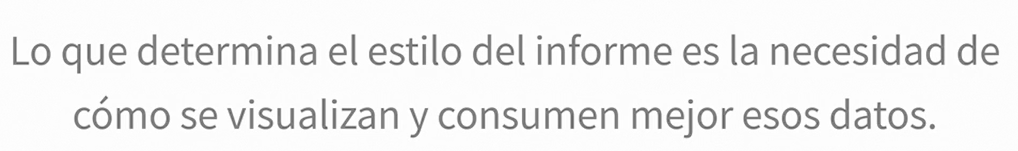 Lo que determina el estilo del informe es la necesidad de
cómo se visualizan y consumen mejor esos datos.